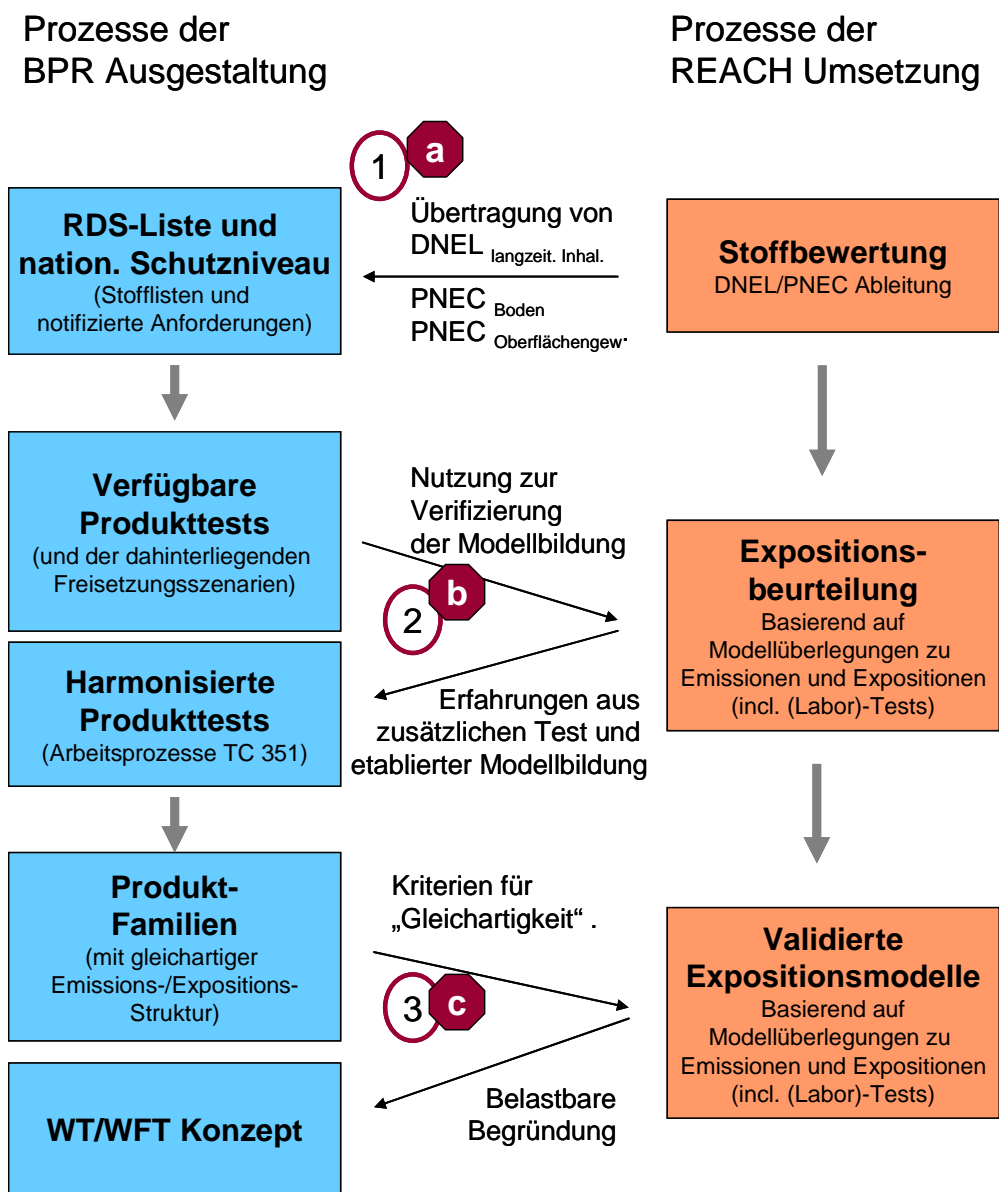 Prozesse der
BPR Ausgestaltung
Prozesse der
REACH Umsetzung
1
a
RDS-Liste und
nation. Schutzniveau
(Stofflisten und
notifizierte Anforderungen)
Übertragung von
DNEL langzeit. Inhal.
PNEC Boden
PNEC Oberflächengew.
Stoffbewertung
DNEL/PNEC Ableitung
Verfügbare
Produkttests
(und der dahinterliegenden
Freisetzungsszenarien)
Nutzung zur
Verifizierung
der Modellbildung
2
b
Expositions-
beurteilung
Basierend auf
Modellüberlegungen zu
Emissionen und Expositionen
(incl. (Labor)-Tests)
Harmonisierte
Produkttests
(Arbeitsprozesse TC 351)
Erfahrungen aus
zusätzlichen Test und
etablierter Modellbildung
Produkt-
Familien
(mit gleichartiger
Emissions-/Expositions-
Struktur)
Kriterien für
„Gleichartigkeit“ .
3
c
Validierte
Expositionsmodelle
Basierend auf
Modellüberlegungen zu
Emissionen und Expositionen
(incl. (Labor)-Tests)
WT/WFT Konzept
Belastbare
Begründung